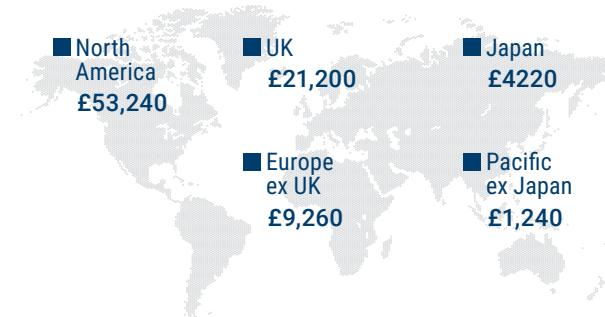 North
America
£53,240
UK
£21,200
Japan
£4220
Europe
ex UK
£9,260
Pacific
ex Japan
£1,240